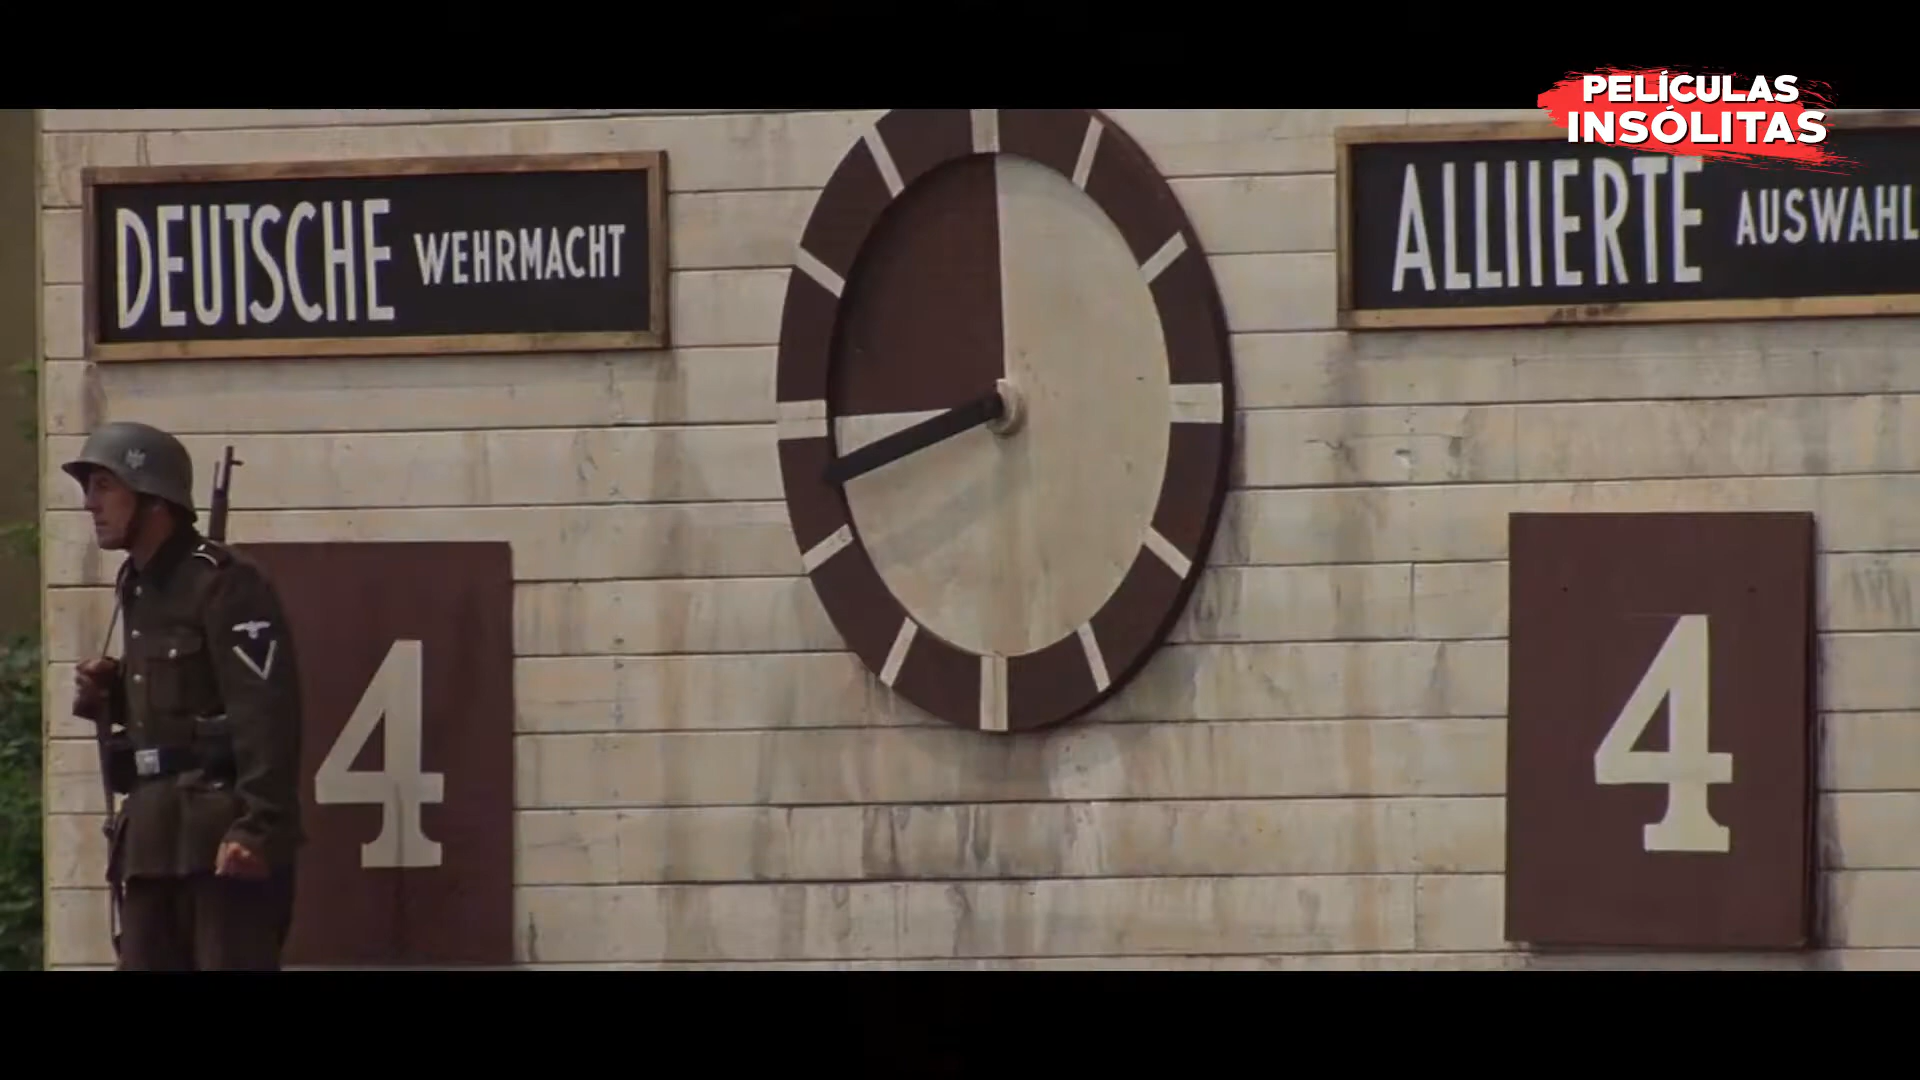 PELÍCULAS
INSÓLITAS
DEUTSCHE WEHRMACHT
ALLIIERTE AUSWAHL
4
4